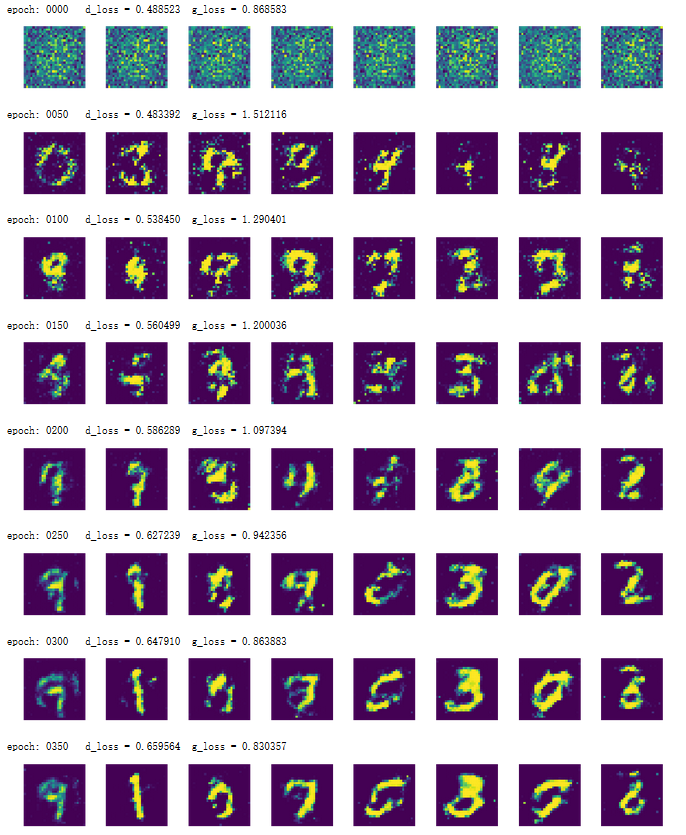 epoch: 0000   d_loss = 0.488523  g_loss = 0.868583
epoch: 0050   d_loss = 0.483392  g_loss = 1.512116
epoch: 0100   d_loss = 0.538450  g_loss = 1.290401
epoch: 0150   d_loss = 0.560499  g_loss = 1.200036
epoch: 0200   d_loss = 0.586289  g_loss = 1.097394
epoch: 0250   d_loss = 0.627239  g_loss = 0.942356
epoch: 0300   d_loss = 0.647910  g_loss = 0.863883
epoch: 0350   d_loss = 0.659564  g_loss = 0.830357